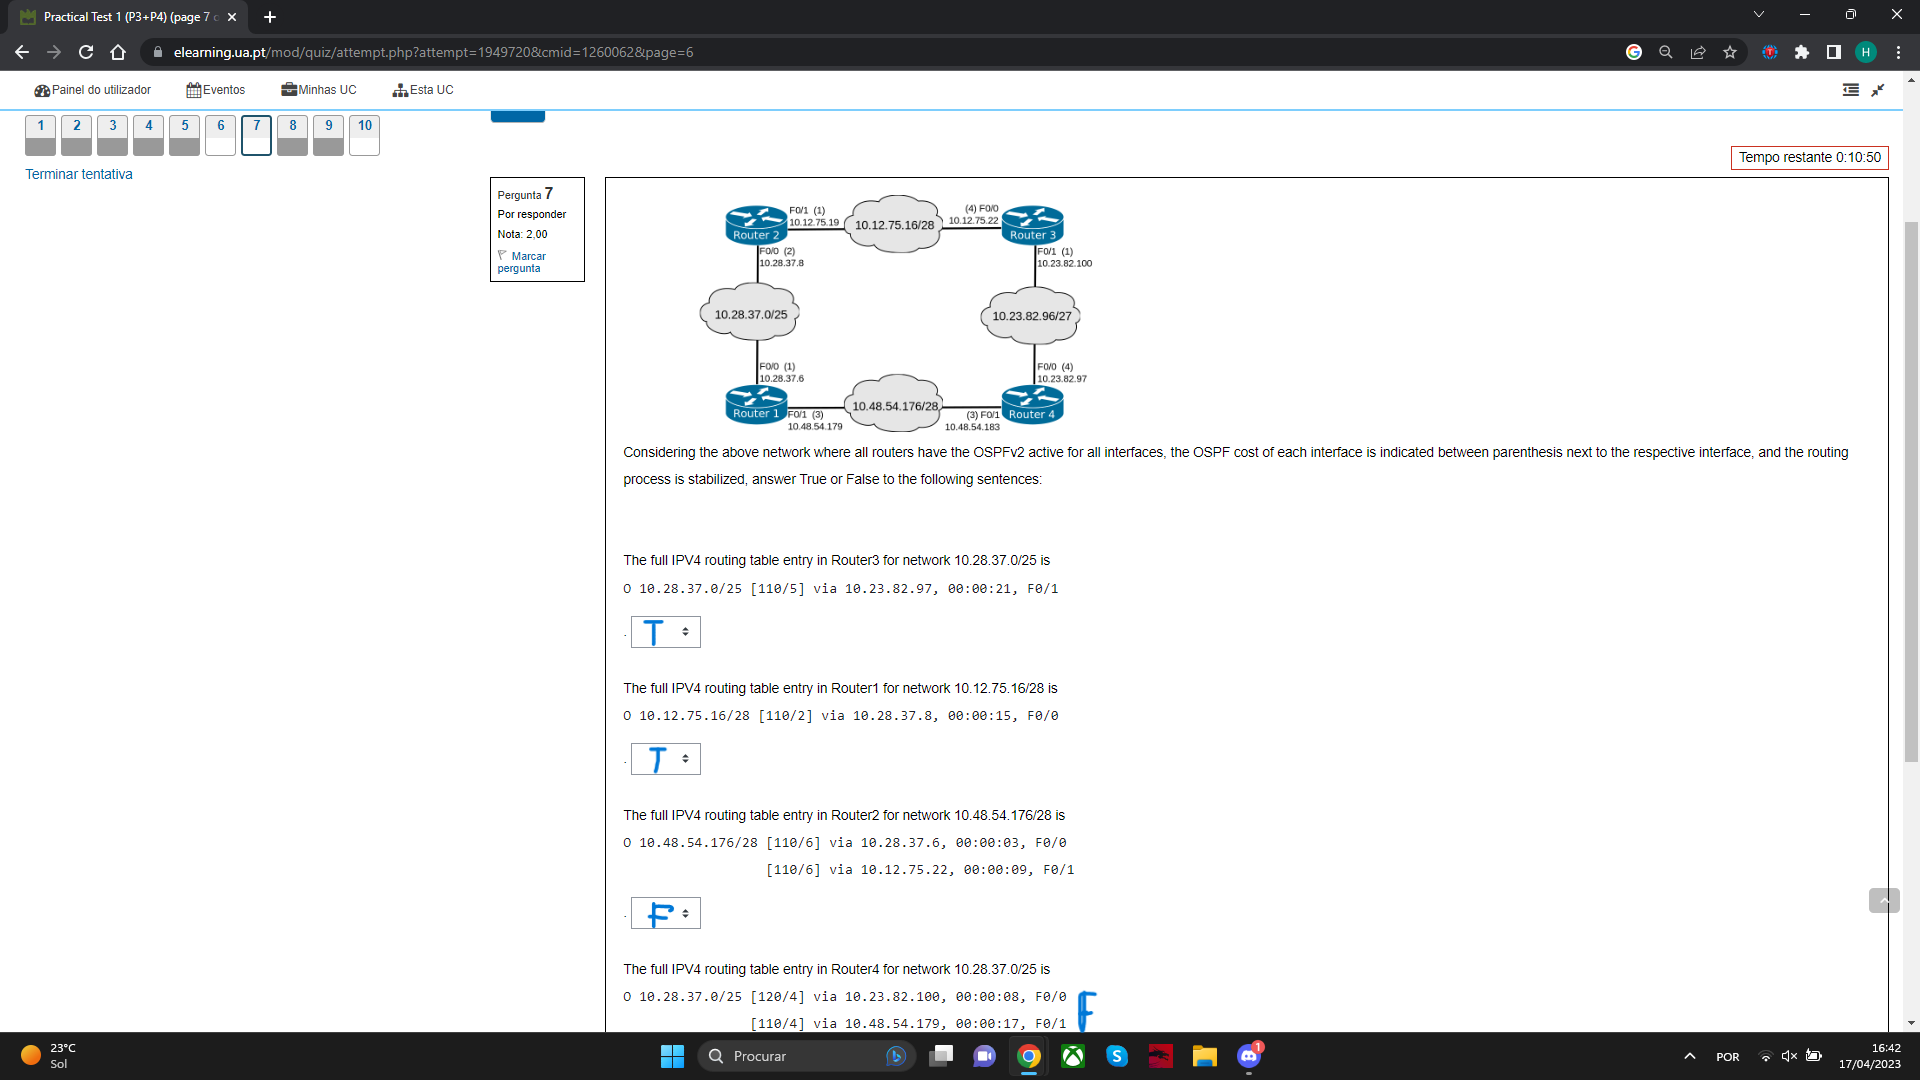 Practical Test 1 (P3+P4) (page 7 o
elearning.ua.pt/mod/quiz/attempt.php?attempt=1949720&cmid=1260062&page=6
H
Painel do utilizador
Eventos
Minhas UC
Esta UC
1 2 3 4 5 6 7 8 9 10
Terminar tentativa
Tempo restante 0:10:50
Pergunta 7
Por responder
Nota: 2,00
Marcar
pergunta
F0/1 (1)
10.12.75.19
10.12.75.16/28
(4) F0/0
10.12.75.22
Router 2
Router 3
F0/0 (2)
10.28.37.8
F0/1 (1)
10.23.82.100
10.28.37.0/25
10.23.82.96/27
F0/0 (1)
10.28.37.6
F0/0 (4)
10.23.82.97
Router 1
10.48.54.176/28
Router 4
F0/1 (3)
10.48.54.179
(3) F0/1
10.48.54.183
Considering the above network where all routers have the OSPFv2 active for all interfaces, the OSPF cost of each interface is indicated between parenthesis next to the respective interface, and the routing
process is stabilized, answer True or False to the following sentences:
The full IPV4 routing table entry in Router3 for network 10.28.37.0/25 is
O 10.28.37.0/25 [110/5] via 10.23.82.97, 00:00:21, F0/1
. T
The full IPV4 routing table entry in Router1 for network 10.12.75.16/28 is
O 10.12.75.16/28 [110/2] via 10.28.37.8, 00:00:15, F0/0
. T
The full IPV4 routing table entry in Router2 for network 10.48.54.176/28 is
O 10.48.54.176/28 [110/6] via 10.28.37.6, 00:00:03, F0/0
[110/6] via 10.12.75.22, 00:00:09, F0/1
. F
The full IPV4 routing table entry in Router4 for network 10.28.37.0/25 is
O 10.28.37.0/25 [120/4] via 10.23.82.100, 00:00:08, F0/0
[110/4] via 10.48.54.179, 00:00:17, F0/1 F
23°C
Sol
Procurar
S
1
POR
16:42
17/04/2023